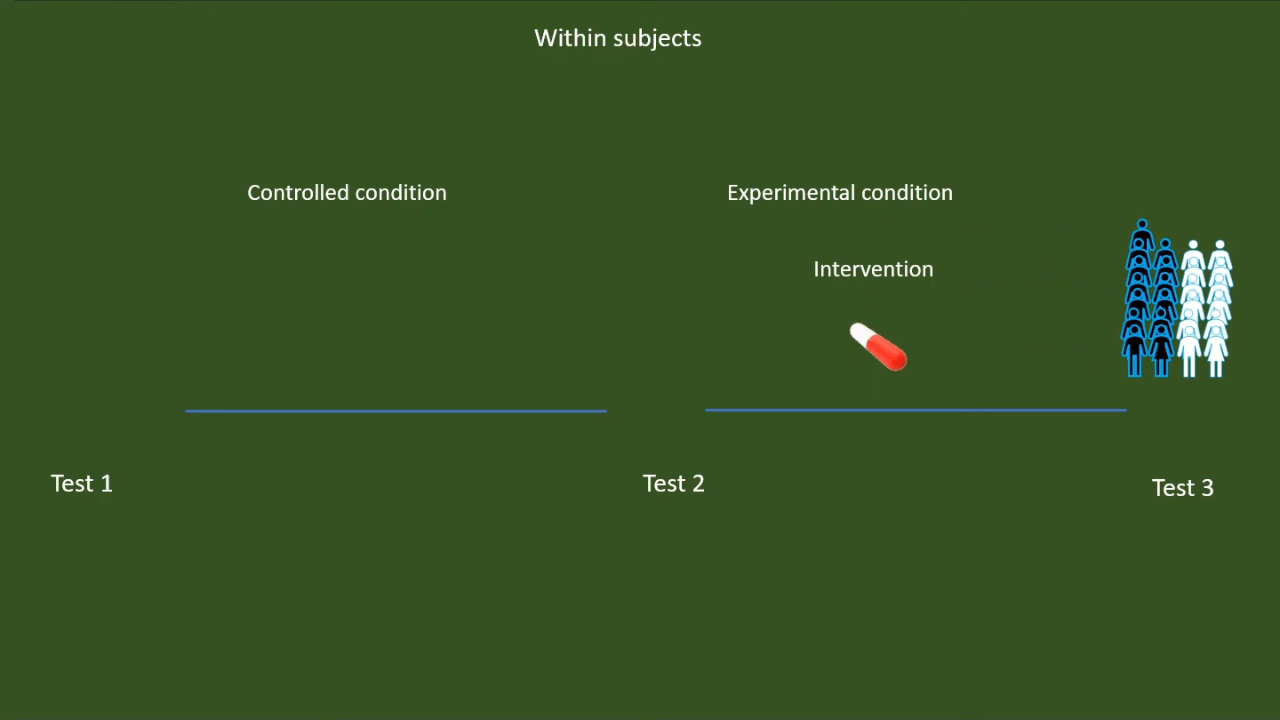 Within subjects
Controlled condition
Experimental condition
Intervention
Test 1
Test 2
Test 3